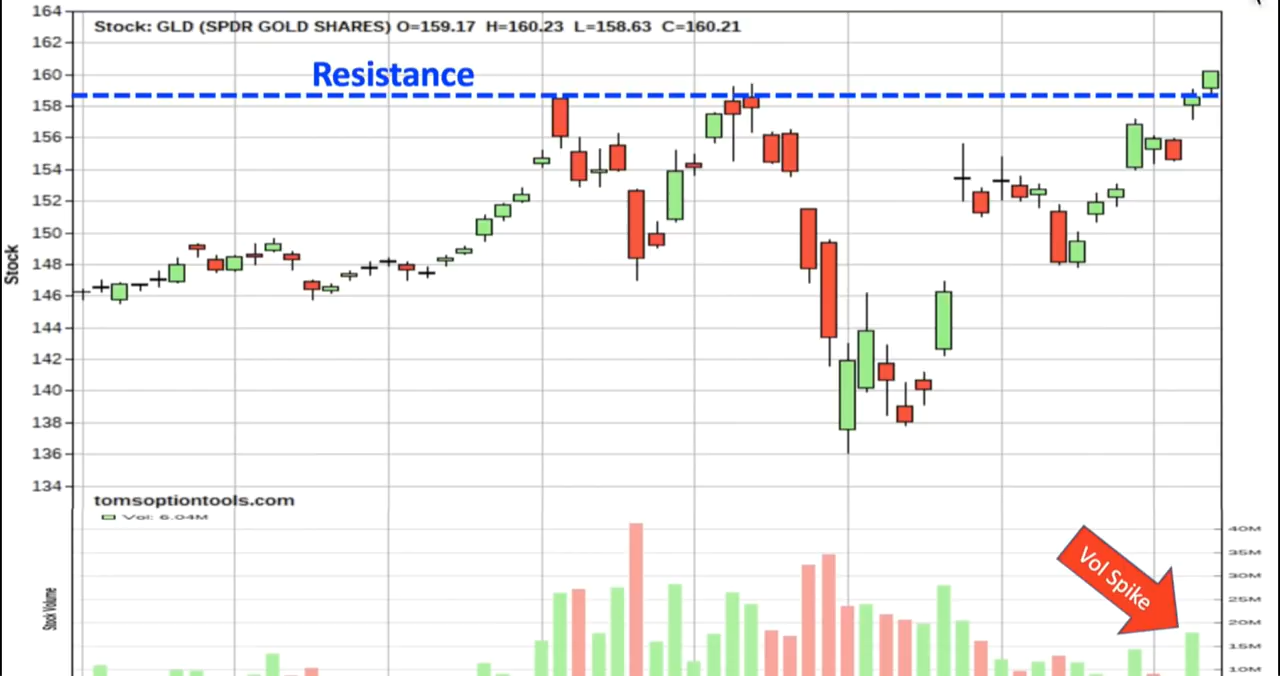 Stock: GLD (SPDR GOLD SHARES) O=159.17 H=160.23 L=158.63 C=160.21
Resistance
164
162
160
158
156
154
152
150
148
146
144
142
140
138
136
134
Stock
tomsoptiontools.com
Vol: 6.04M
Stock Volume
40M
35M
30M
25M
20M
15M
10M
Vol Spike